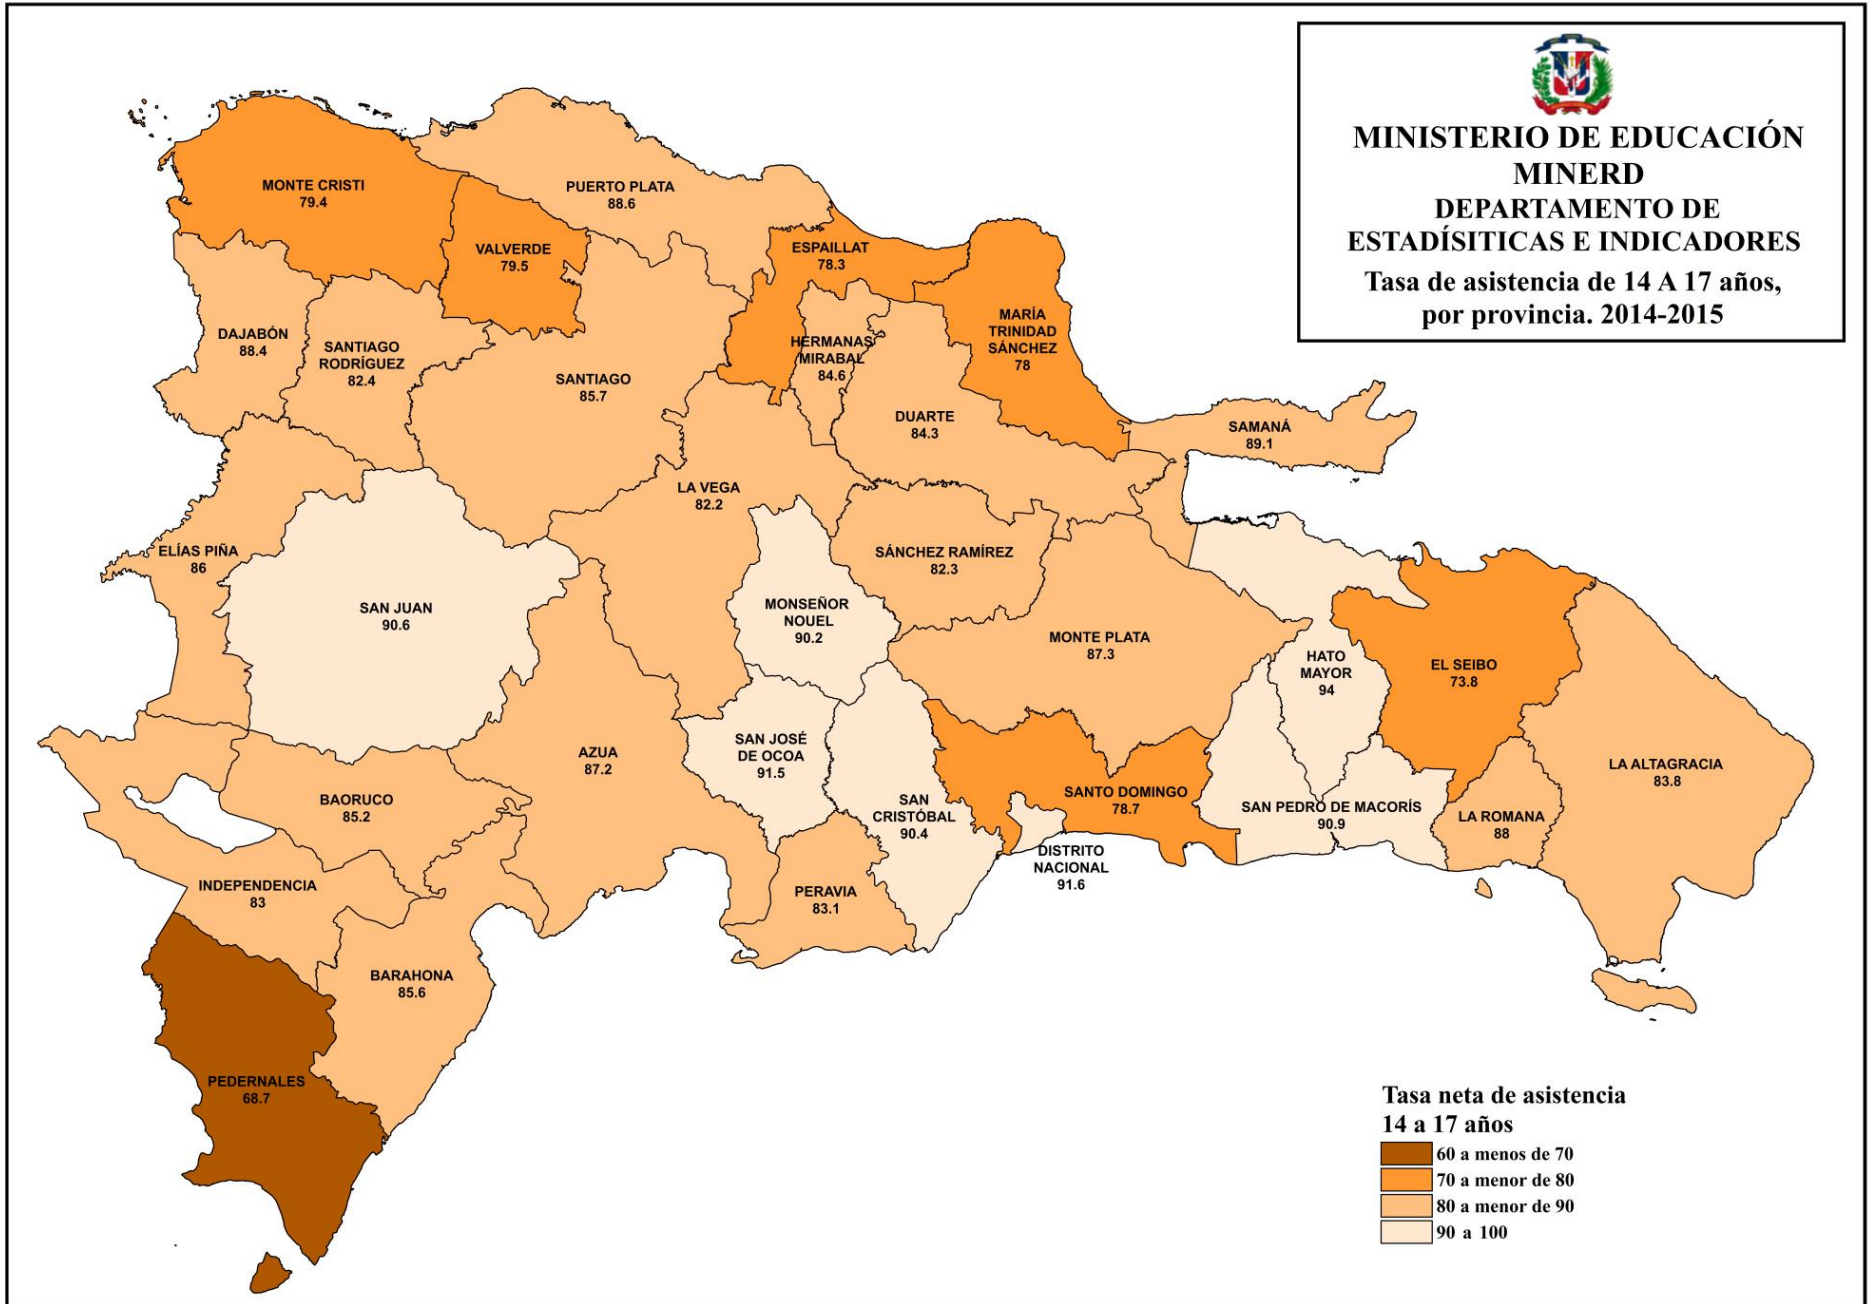 MINISTERIO DE EDUCACIÓN
MINERD
DEPARTAMENTO DE
ESTADÍSITICAS E INDICADORES
Tasa de asistencia de 14 A 17 años,
por provincia. 2014-2015
MONTE CRISTI
79.4
PUERTO PLATA
88.6
VALVERDE
79.5
ESPAILLAT
78.3
DAJABÓN
88.4
SANTIAGO
RODRÍGUEZ
82.4
SANTIAGO
85.7
HERMANAS
MIRABAL
84.6
MARÍA
TRINIDAD
SÁNCHEZ
78
DUARTE
84.3
SAMANÁ
89.1
LA VEGA
82.2
ELÍAS PIÑA
86
SAN JUAN
90.6
SÁNCHEZ RAMÍREZ
82.3
MONSEÑOR
NOUEL
90.2
MONTE PLATA
87.3
HATO
MAYOR
94
EL SEIBO
73.8
AZUA
87.2
SAN JOSÉ
DE OCOA
91.5
LA ALTAGRACIA
83.8
BAORUCO
85.2
SAN
CRISTÓBAL
90.4
SANTO DOMINGO
78.7
SAN PEDRO DE MACORÍS
90.9
LA ROMANA
88
DISTRITO
NACIONAL
91.6
INDEPENDENCIA
83
PERAVIA
83.1
BARAHONA
85.6
PEDERNALES
68.7
Tasa neta de asistencia
14 a 17 años
60 a menos de 70
70 a menor de 80
80 a menor de 90
90 a 100